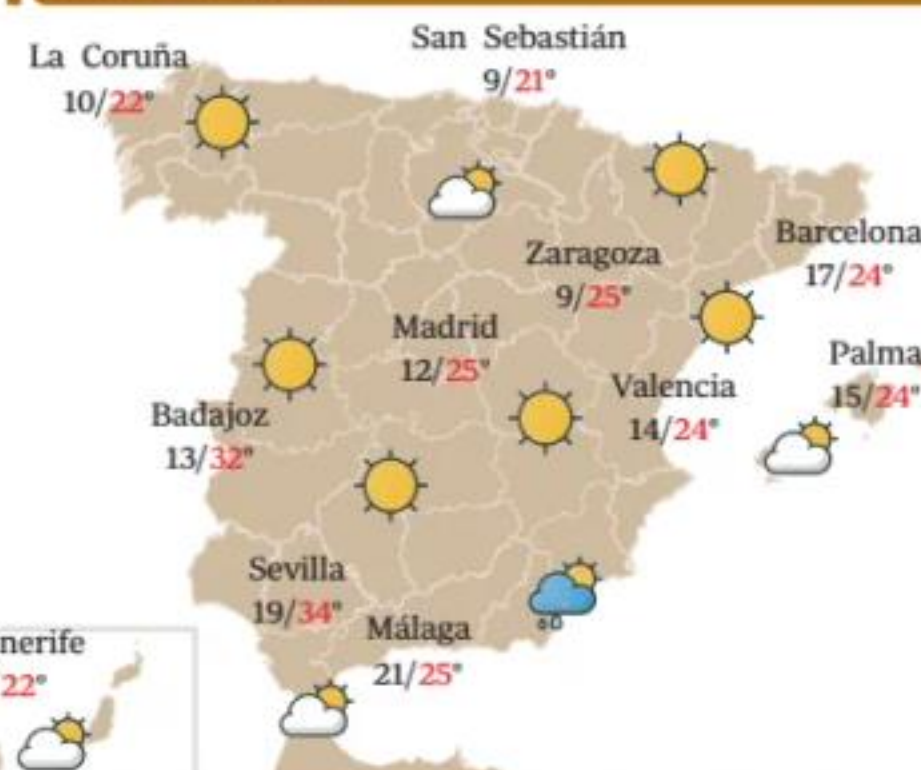 La Coruña
10/22°
San Sebastián
9/21°
Barcelona
17/24°
Zaragoza
9/25°
Madrid
12/25°
Palma
15/24°
Valencia
14/24°
Badajoz
13/32°
Sevilla
19/34°
Málaga
21/25°
nerife
22°